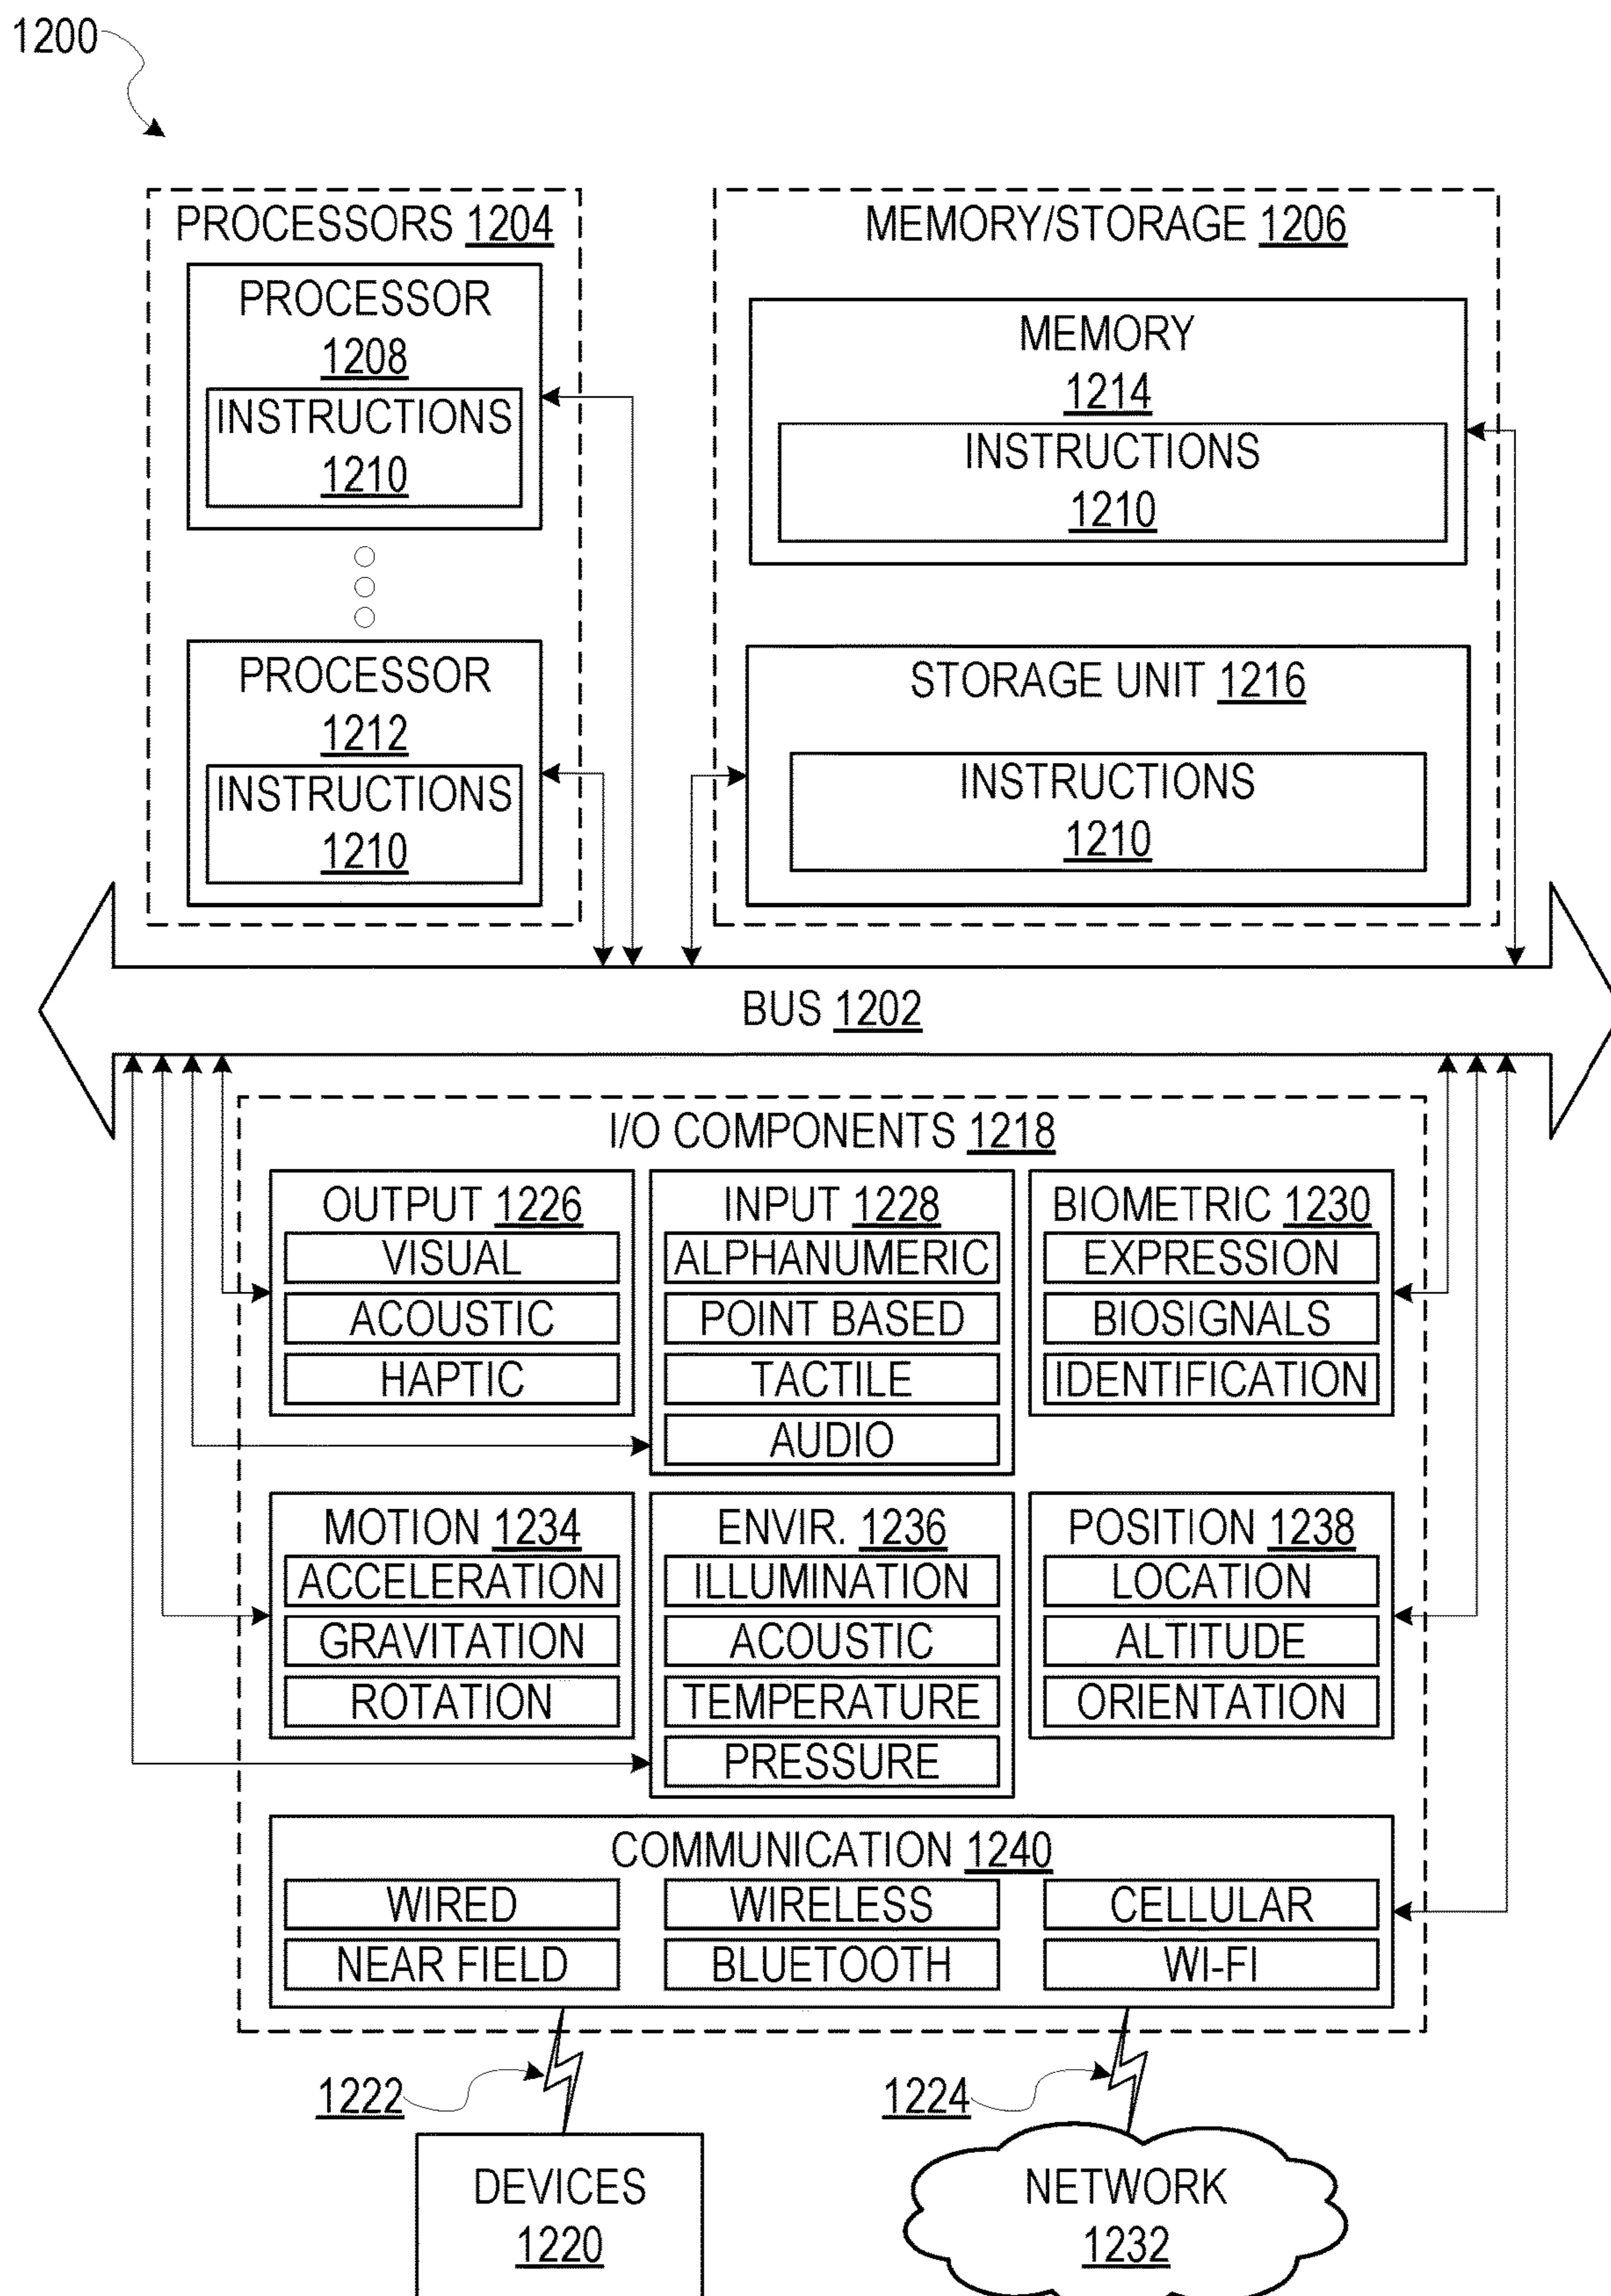 1200
PROCESSORS 1204
PROCESSOR
1208
INSTRUCTIONS
1210
PROCESSOR
1212
INSTRUCTIONS
1210
MEMORY/STORAGE 1206
MEMORY
1214
INSTRUCTIONS
1210
STORAGE UNIT 1216
INSTRUCTIONS
1210
BUS 1202
I/O COMPONENTS 1218
OUTPUT 1226
VISUAL
ACOUSTIC
HAPTIC
INPUT 1228
ALPHANUMERIC
POINT BASED
TACTILE
AUDIO
BIOMETRIC 1230
EXPRESSION
BIOSIGNALS
IDENTIFICATION
MOTION 1234
ACCELERATION
GRAVITATION
ROTATION
ENVIR. 1236
ILLUMINATION
ACOUSTIC
TEMPERATURE
PRESSURE
POSITION 1238
LOCATION
ALTITUDE
ORIENTATION
COMMUNICATION 1240
WIRED
WIRELESS
CELLULAR
NEAR FIELD
BLUETOOTH
WI-FI
1222
1224
DEVICES
1220
NETWORK
1232